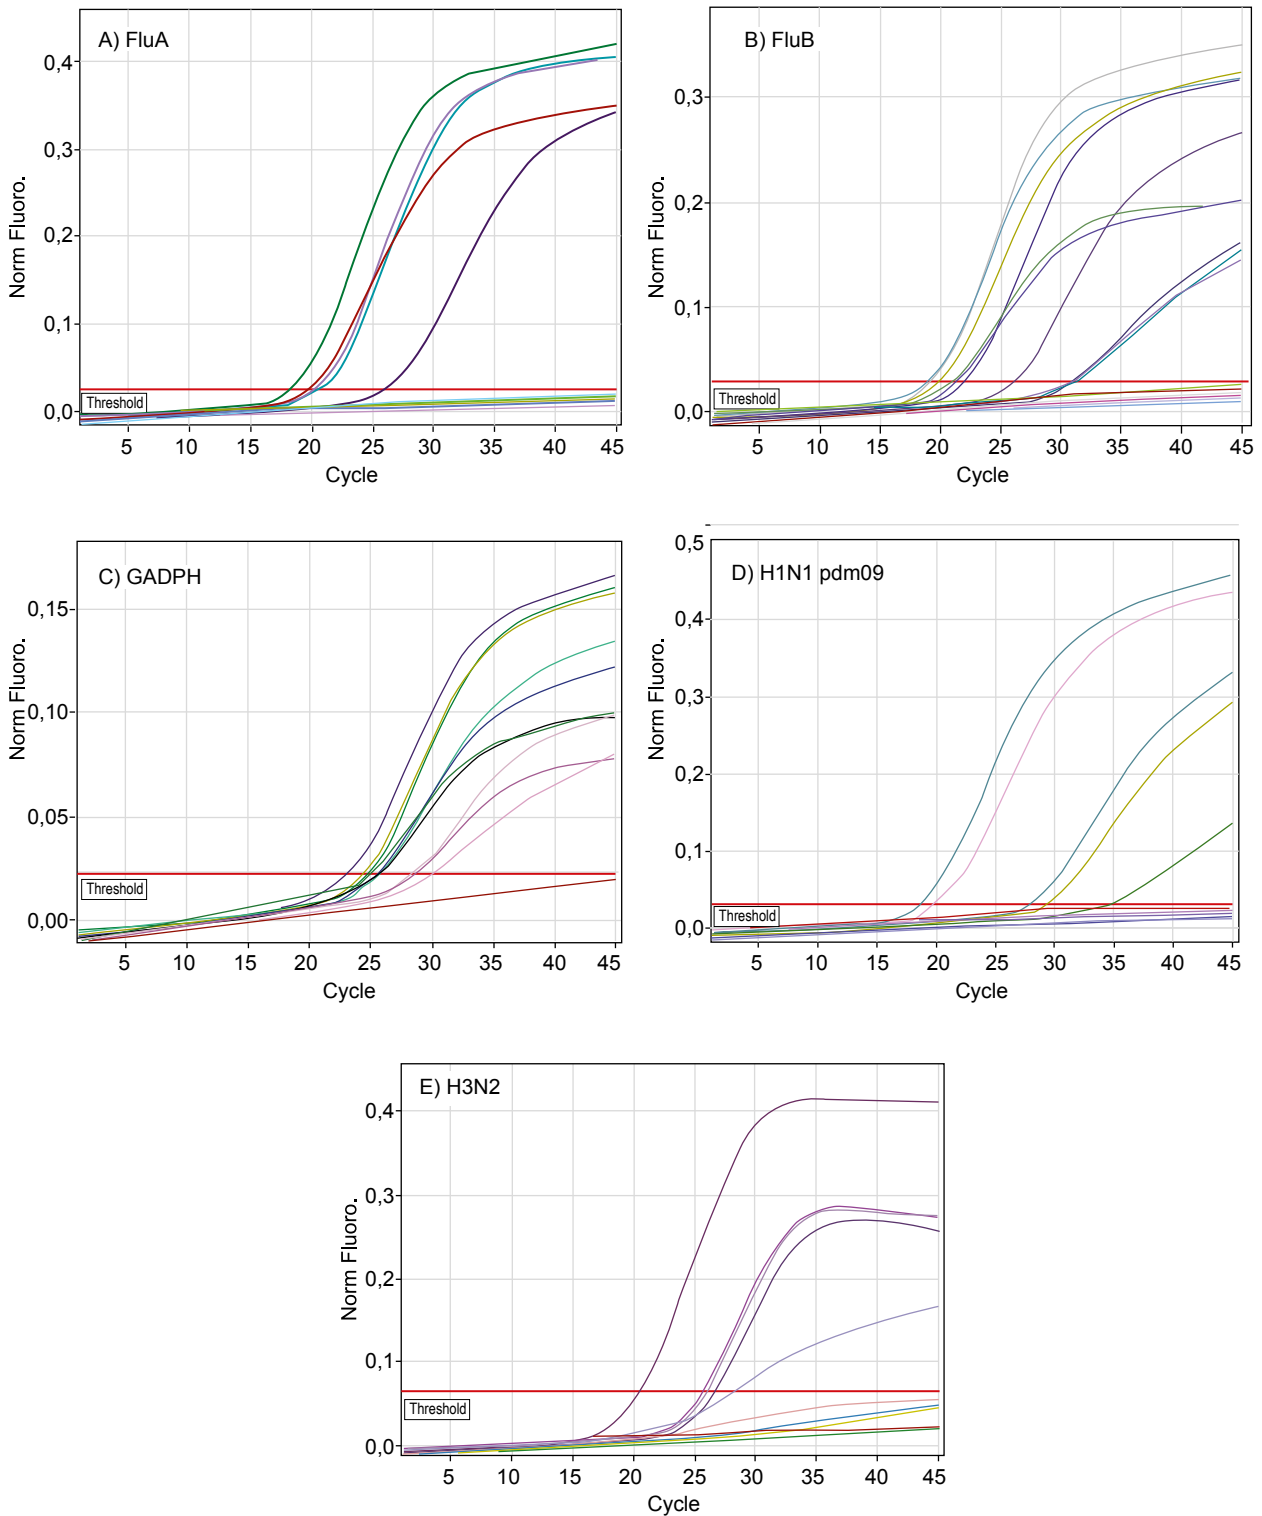 A) FluA
0,4
0,3
0,2
0,1
0,0
Norm Fluoro.
Threshold
5 10 15 20 25 30 35 40 45
Cycle
B) FluB
0,3
0,2
0,1
0,0
Norm Fluoro.
Threshold
5 10 15 20 25 30 35 40 45
Cycle
C) GADPH
0,15
0,10
0,05
0,00
Norm Fluoro.
Threshold
5 10 15 20 25 30 35 40 45
Cycle
D) H1N1 pdm09
0,5
0,4
0,3
0,2
0,1
0,0
Norm Fluoro.
Threshold
5 10 15 20 25 30 35 40 45
Cycle
E) H3N2
0,4
0,3
0,2
0,1
0,0
Norm Fluoro.
Threshold
5 10 15 20 25 30 35 40 45
Cycle